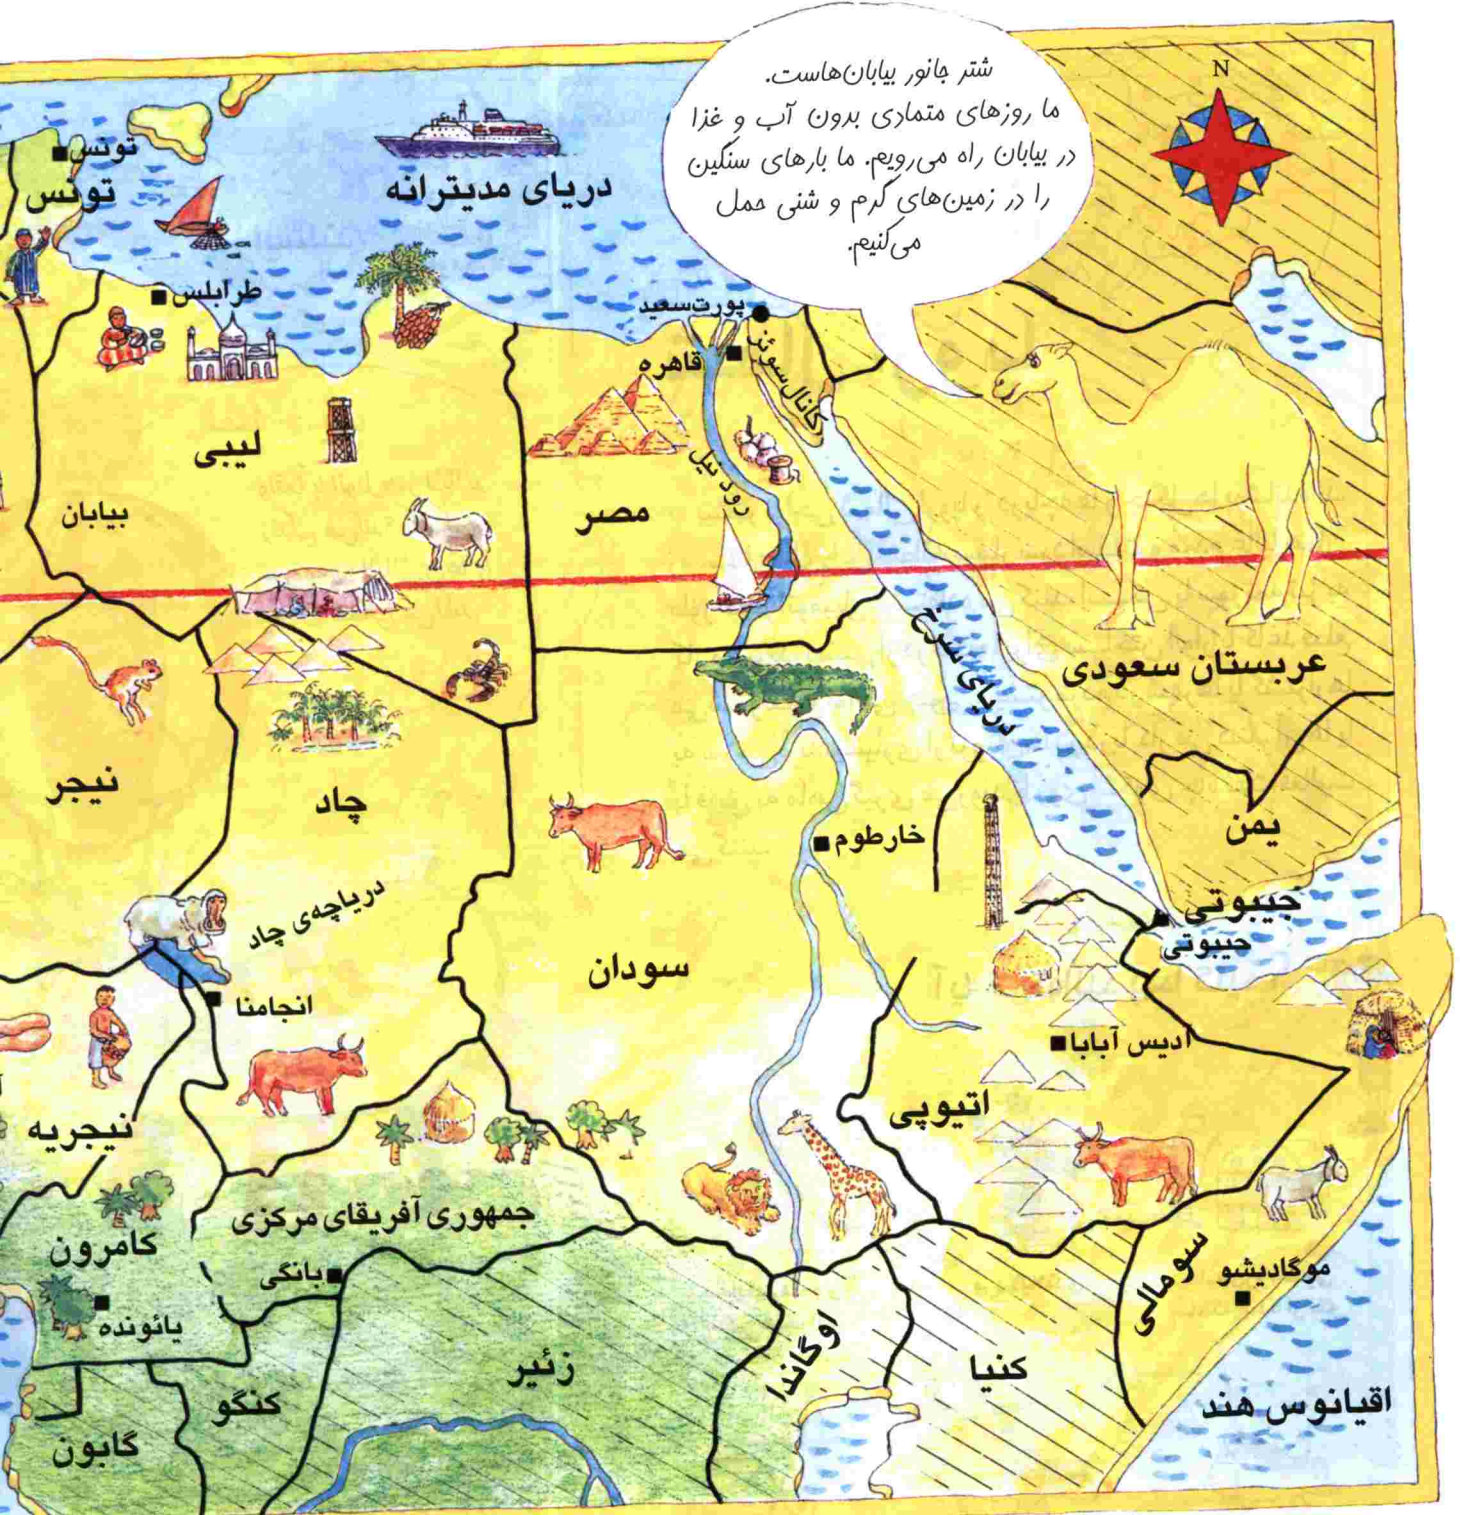 شتر جانور بیابان‌هاست.
ما روزهای متمادی بدون آب و غذا
در بیابان راه می‌رویم. ما بارهای سنگین
را در زمین‌های گرم و شنی حمل
می‌کنیم.
N
تونس
تونس
دریای مدیترانه
طرابلس
پورت‌سعید
قاهره
کانال سوئز
لیبی
رود نیل
بیابان
مصر
دریای سرخ
عربستان سعودی
نیجر
چاد
خارطوم
یمن
دریاچه‌ی چاد
جیبوتی
جیبوتی
سودان
انجامنا
ادیس آبابا
نیجریه
اتیوپی
جمهوری آفریقای مرکزی
کامرون
بانگی
سومالی
موگادیشو
یائونده
اوگاندا
زئیر
کنیا
کنگو
اقیانوس هند
گابون